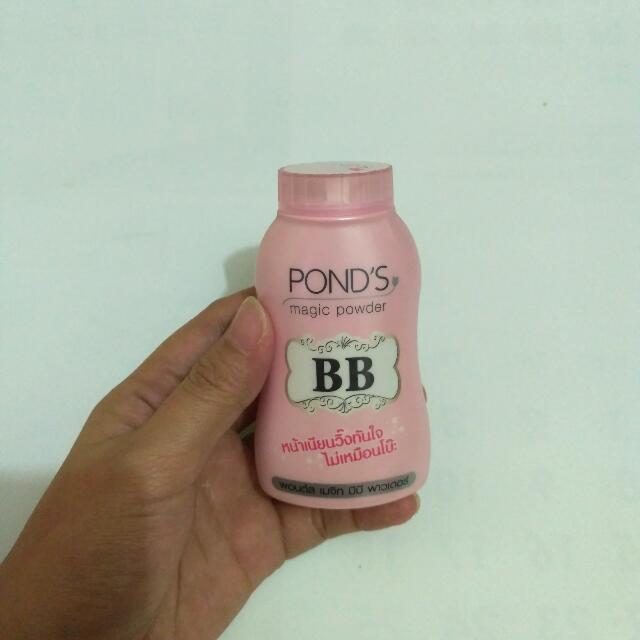 POND'S
magic powder
BB
หน้าเนียนวิ้งทันใจ
ไม่เหมือนโบ๊ะ
พอนด์ส เมจิก บีบี พาวเดอร์